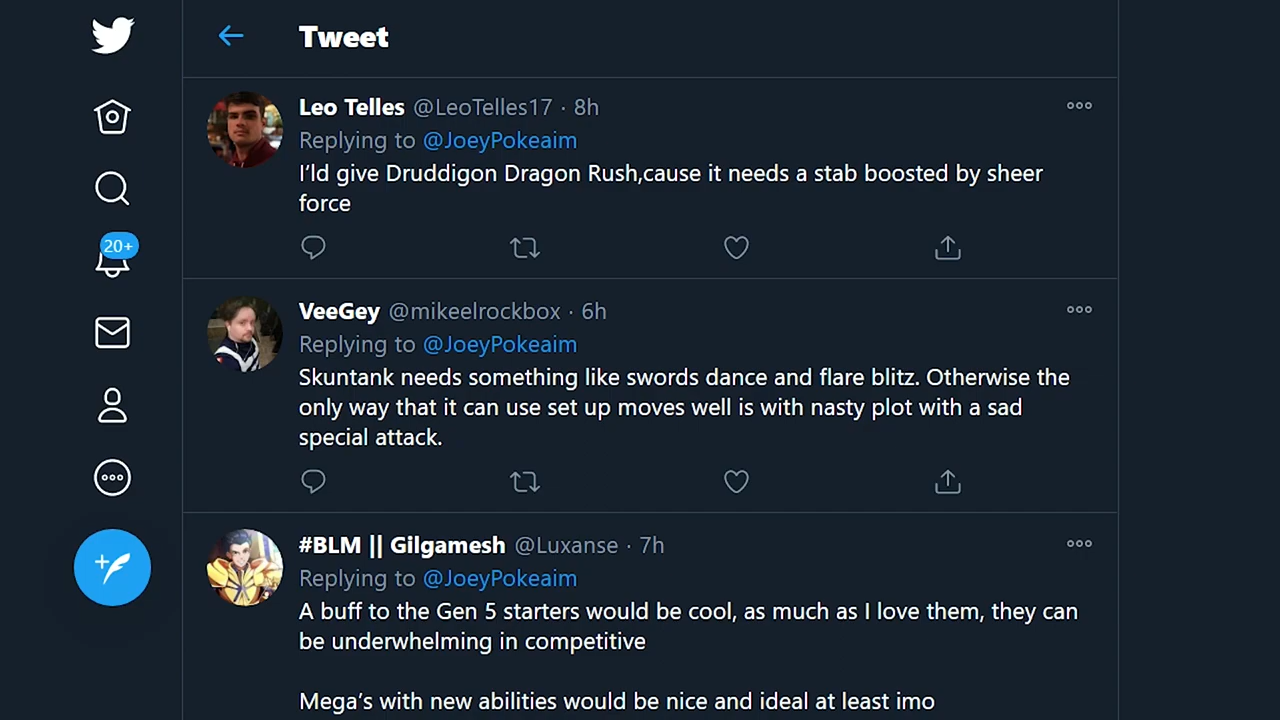 Tweet
Leo Telles @LeoTelles17 · 8h
Replying to @JoeyPokeaim
I’ld give Druddigon Dragon Rush,cause it needs a stab boosted by sheer
force
20+
VeeGey @mikeelrockbox · 6h
Replying to @JoeyPokeaim
Skuntank needs something like swords dance and flare blitz. Otherwise the
only way that it can use set up moves well is with nasty plot with a sad
special attack.
#BLM || Gilgamesh @Luxanse · 7h
Replying to @JoeyPokeaim
A buff to the Gen 5 starters would be cool, as much as I love them, they can
be underwhelming in competitive
Mega’s with new abilities would be nice and ideal at least imo